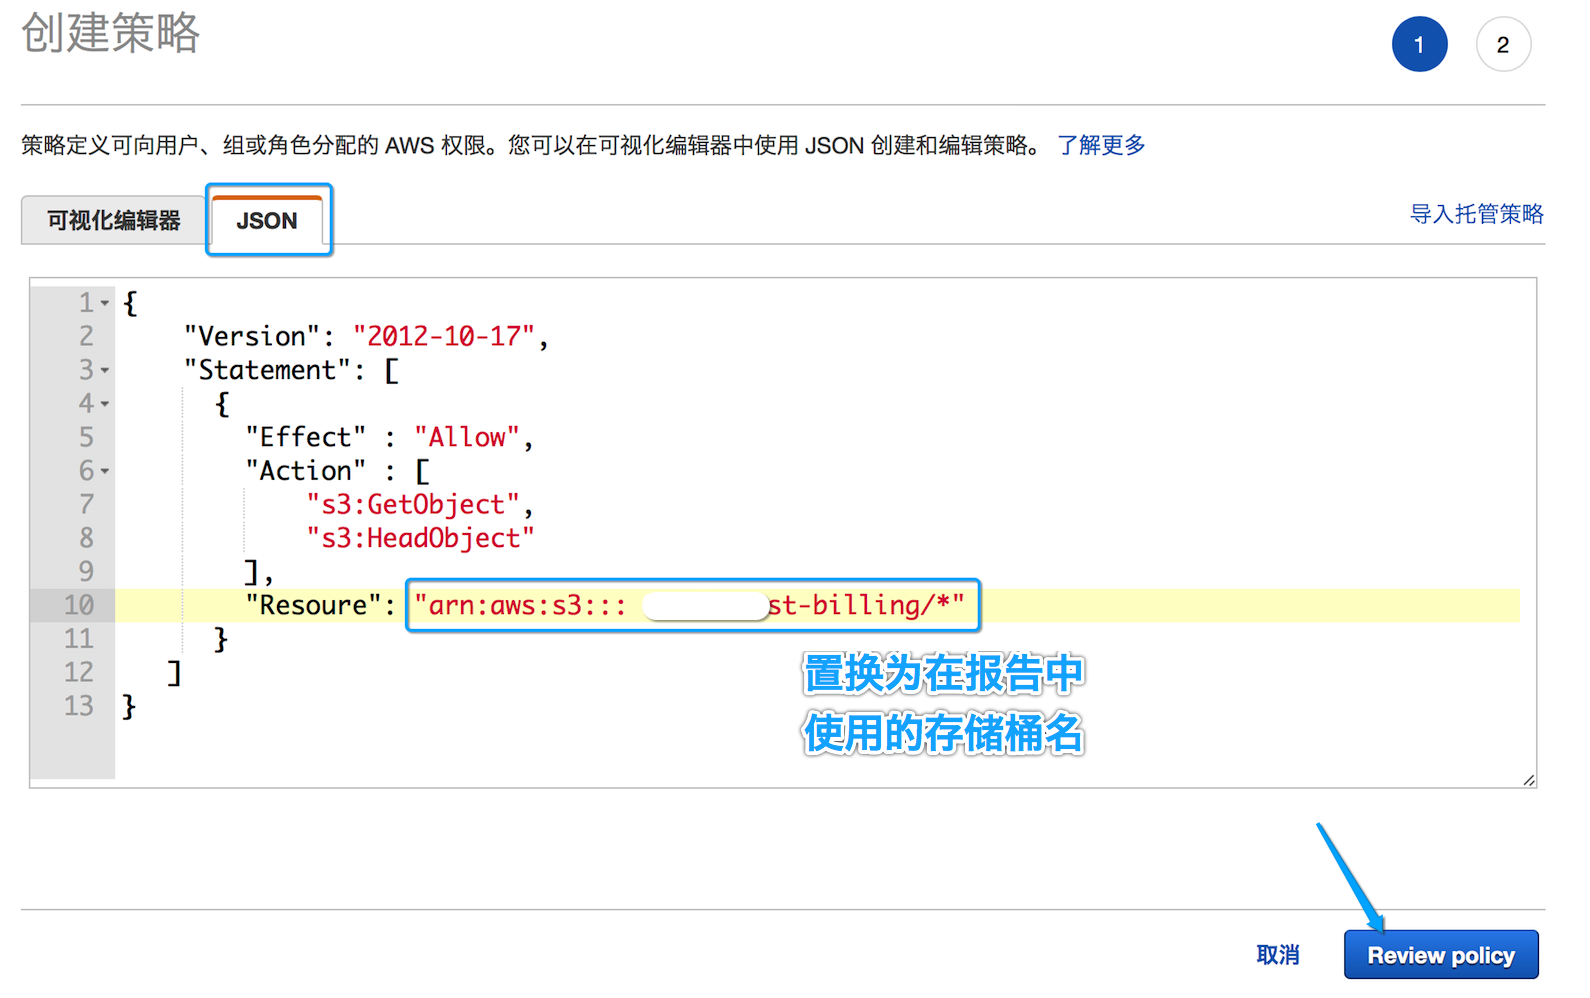 创建策略
1 2
策略定义可向用户、组或角色分配的 AWS 权限。您可以在可视化编辑器中使用 JSON 创建和编辑策略。 了解更多
可视化编辑器 JSON 导入托管策略
1 {
2 "Version": "2012-10-17",
3 "Statement": [
4 {
5 "Effect" : "Allow",
6 "Action" : [
7 "s3:GetObject",
8 "s3:HeadObject"
9 ],
10 "Resoure": "arn:aws:s3::: st-billing/*"
11 }
12 ]
13 }
置换为在报告中
使用的存储桶名
取消 Review policy